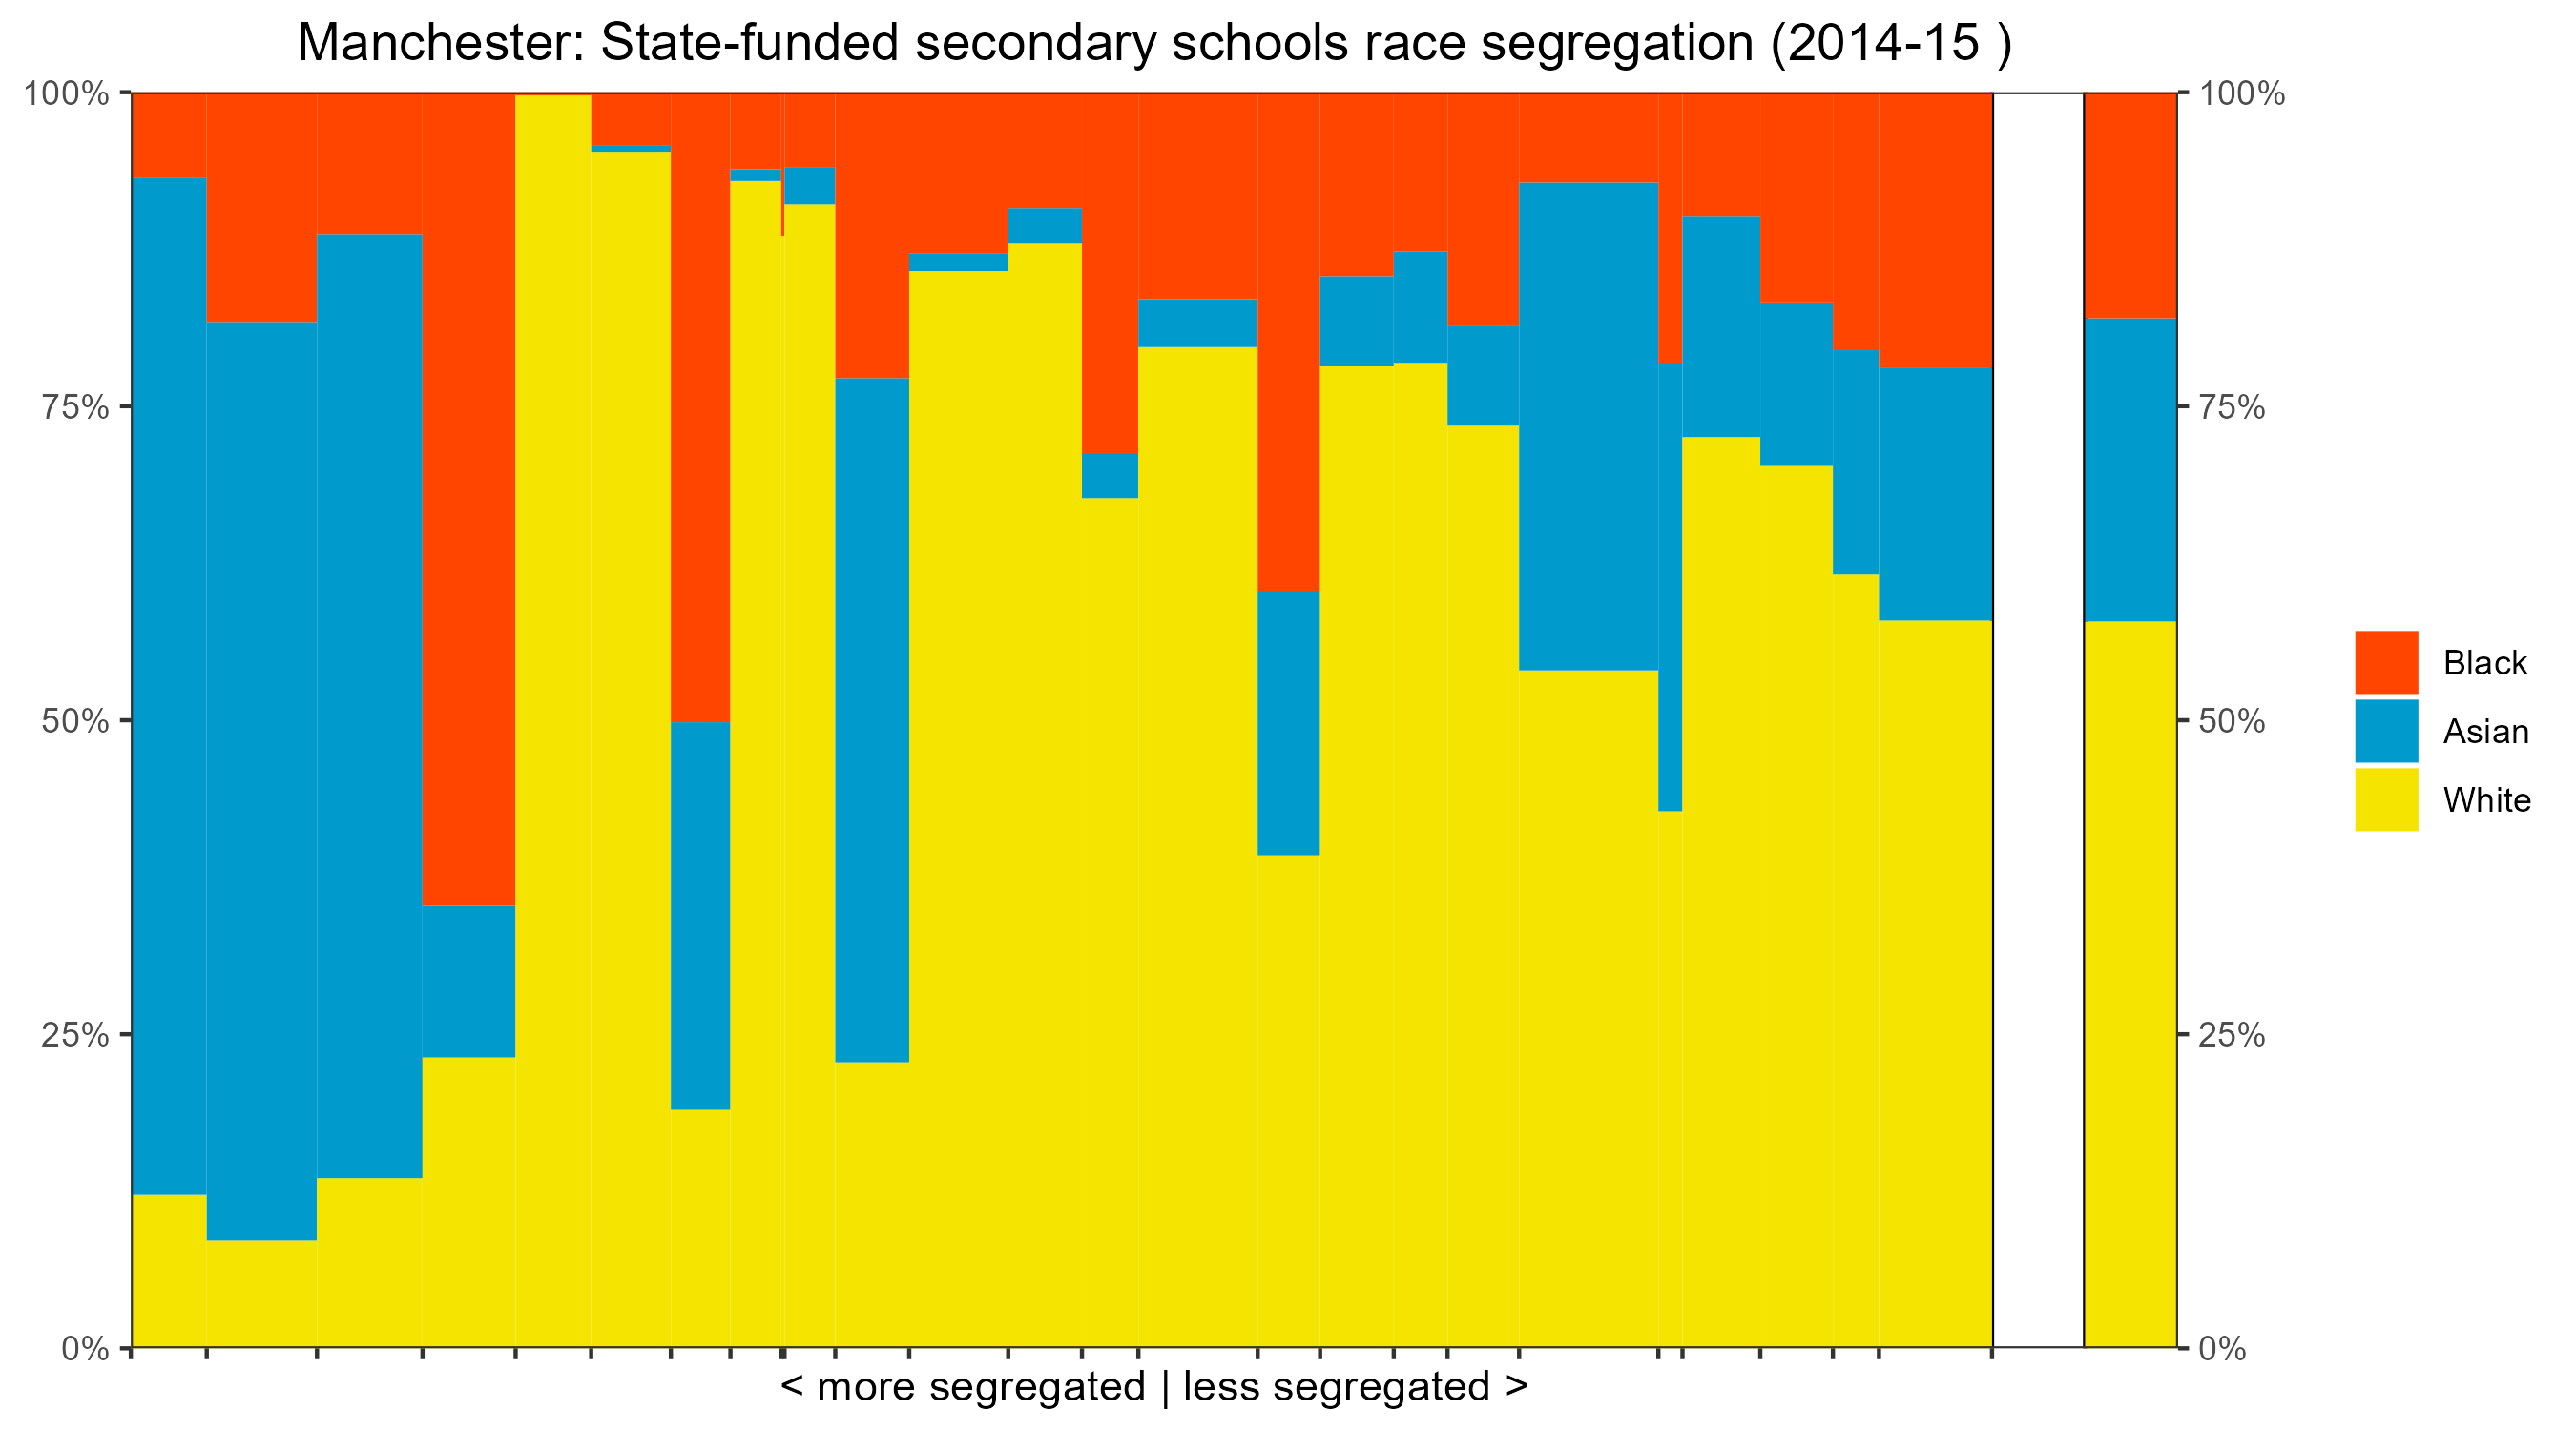 Manchester: State-funded secondary schools race segregation (2014-15 )
100%
75%
50%
25%
0%
100%
75%
50%
25%
0%
Black
Asian
White
< more segregated | less segregated >